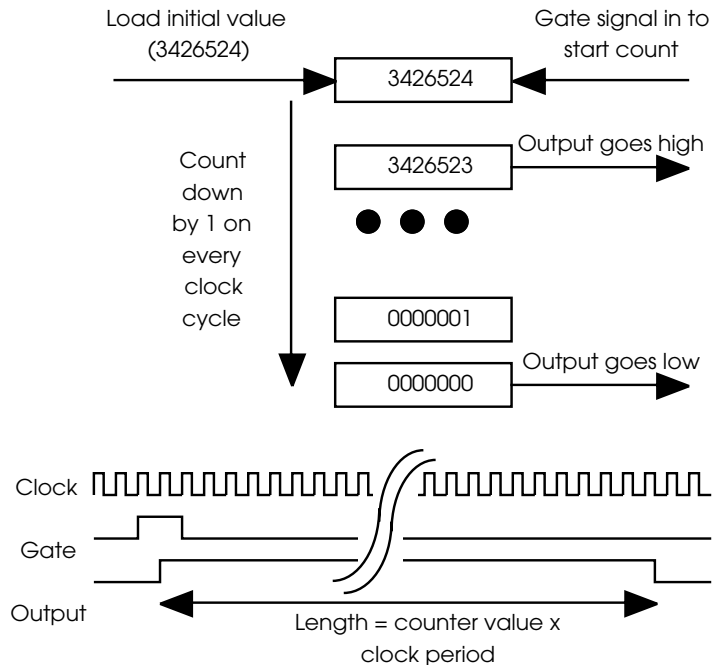 Load initial value
(3426524)
Gate signal in to
start count
3426524
Output goes high
3426523
Count
down
by 1 on
every
clock
cycle
0000001
0000000
Output goes low
Clock
Gate
Output
Length = counter value x
clock period